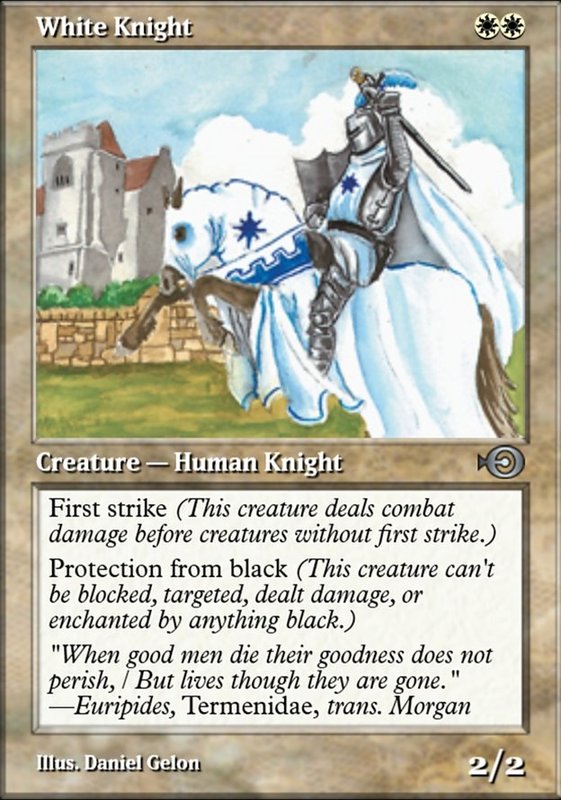 White Knight
Creature — Human Knight
First strike (This creature deals combat
damage before creatures without first strike.)
Protection from black (This creature can't
be blocked, targeted, dealt damage, or
enchanted by anything black.)
"When good men die their goodness does not
perish, / But lives though they are gone."
—Euripides, Termenidae, trans. Morgan
Illus. Daniel Gelon
2/2